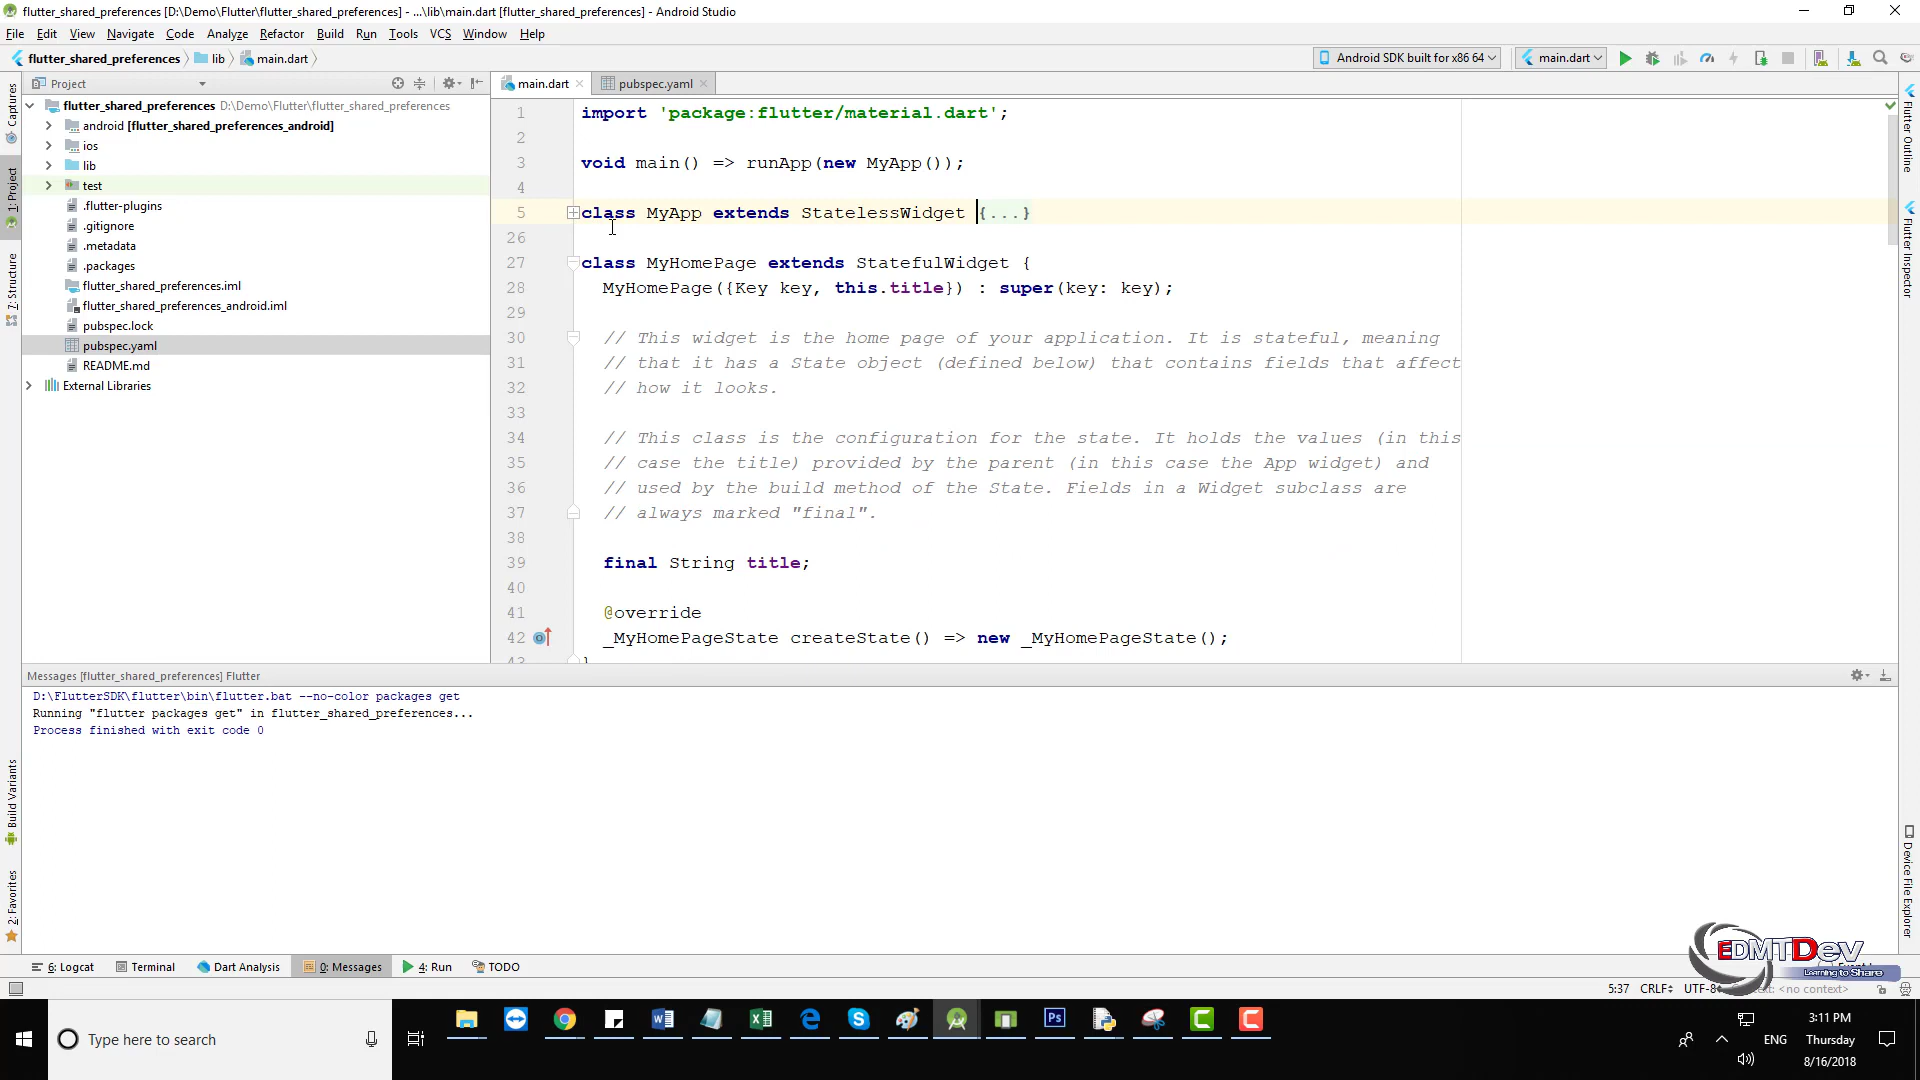 flutter_shared_preferences [D:\Demo\Flutter\flutter_shared_preferences] - ...\lib\main.dart [flutter_shared_preferences] - Android Studio
File Edit View Navigate Code Analyze Refactor Build Run Tools VCS Window Help
flutter_shared_preferences lib main.dart Android SDK built for x86 64 main.dart
Project
main.dart pubspec.yaml
Captures
1: Project
7: Structure
Build Variants
2: Favorites
flutter_shared_preferences D:\Demo\Flutter\flutter_shared_preferences
android [flutter_shared_preferences_android]
ios
lib
test
.flutter-plugins
.gitignore
.metadata
.packages
flutter_shared_preferences.iml
flutter_shared_preferences_android.iml
pubspec.lock
pubspec.yaml
README.md
External Libraries
1 import 'package:flutter/material.dart';
2
3 void main() => runApp(new MyApp());
4
5 class MyApp extends StatelessWidget {...}
26
27 class MyHomePage extends StatefulWidget {
28 MyHomePage({Key key, this.title}) : super(key: key);
29
30 // This widget is the home page of your application. It is stateful, meaning
31 // that it has a State object (defined below) that contains fields that affect
32 // how it looks.
33
34 // This class is the configuration for the state. It holds the values (in this
35 // case the title) provided by the parent (in this case the App widget) and
36 // used by the build method of the State. Fields in a Widget subclass are
37 // always marked "final".
38
39 final String title;
40
41 @override
42 _MyHomePageState createState() => new _MyHomePageState();
43 }
Flutter Outline
Flutter Inspector
Device File Explorer
Messages [flutter_shared_preferences] Flutter
D:\FlutterSDK\flutter\bin\flutter.bat --no-color packages get
Running "flutter packages get" in flutter_shared_preferences...
Process finished with exit code 0
6: Logcat Terminal Dart Analysis 0: Messages 4: Run TODO
EDMTDev
Learning to Share
5:37 CRLF UTF-8 <no context>
Type here to search
ENG
3:11 PM
Thursday
8/16/2018